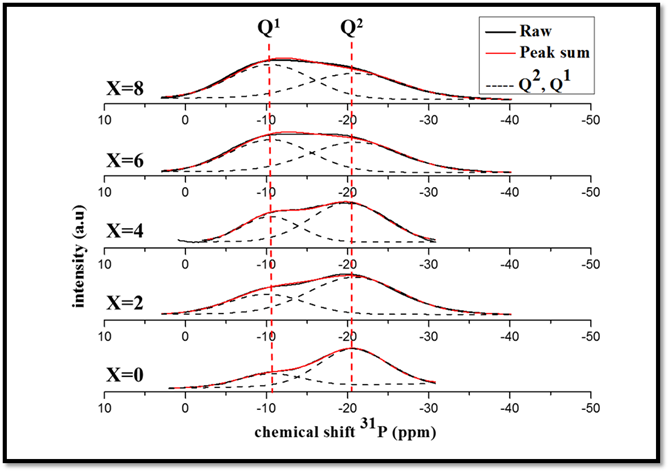 Q¹ Q²
Raw
Peak sum
Q², Q¹
X=8
10 0 -10 -20 -30 -40 -50
X=6
10 0 -10 -20 -30 -40 -50
X=4
10 0 -10 -20 -30 -40 -50
X=2
10 0 -10 -20 -30 -40 -50
X=0
10 0 -10 -20 -30 -40 -50
intensity (a.u)
chemical shift ³¹P (ppm)